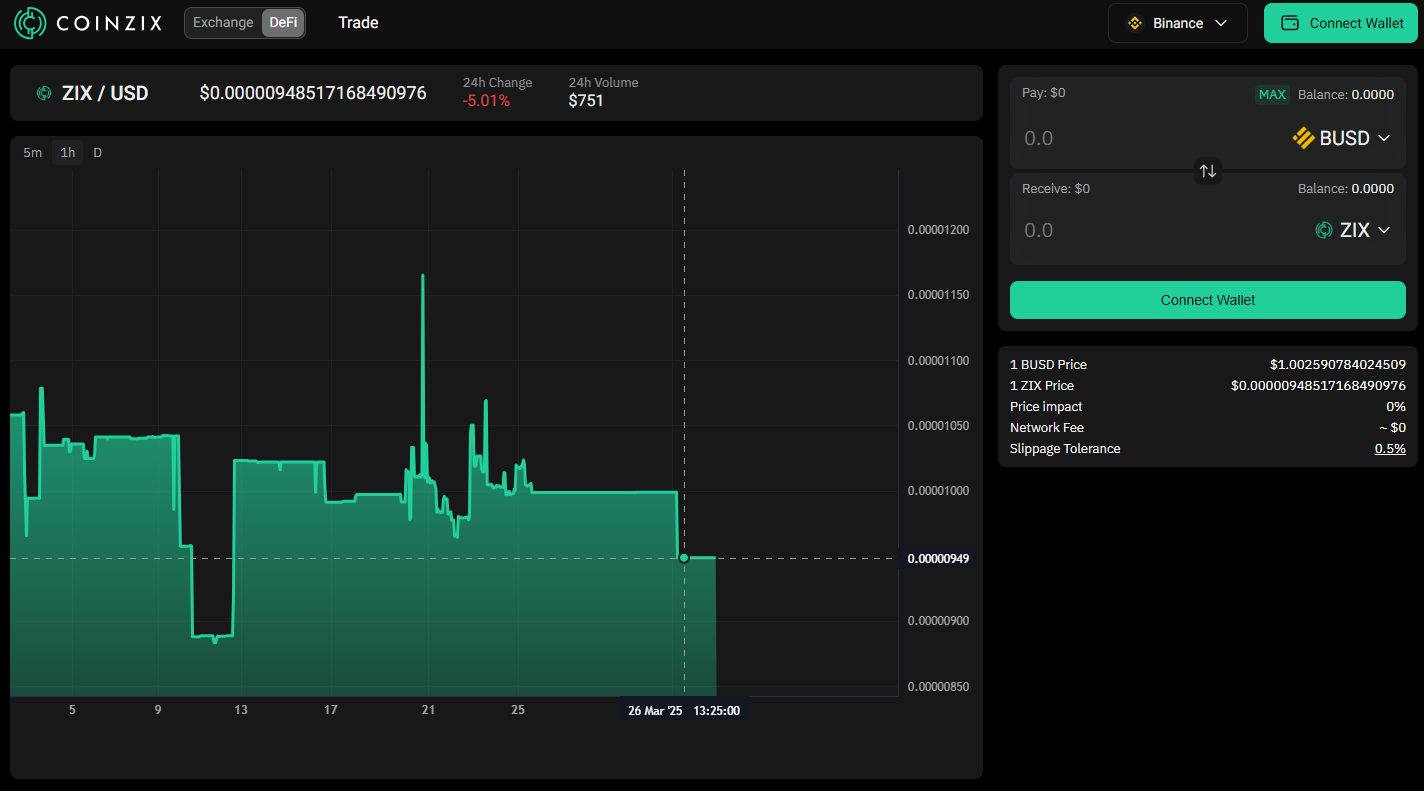 COINZIX Exchange DeFi Trade Binance Connect Wallet
ZIX / USD $0.00000948517168490976 24h Change -5.01% 24h Volume $751
5m 1h D
0.00001200
0.00001150
0.00001100
0.00001050
0.00001000
0.00000949
0.00000900
0.00000850
5 9 13 17 21 25 26 Mar '25 13:25:00
Pay: $0 MAX Balance: 0.0000
0.0 BUSD
Receive: $0 Balance: 0.0000
0.0 ZIX
Connect Wallet
1 BUSD Price $1.002590784024509
1 ZIX Price $0.00000948517168490976
Price impact 0%
Network Fee ~ $0
Slippage Tolerance 0.5%